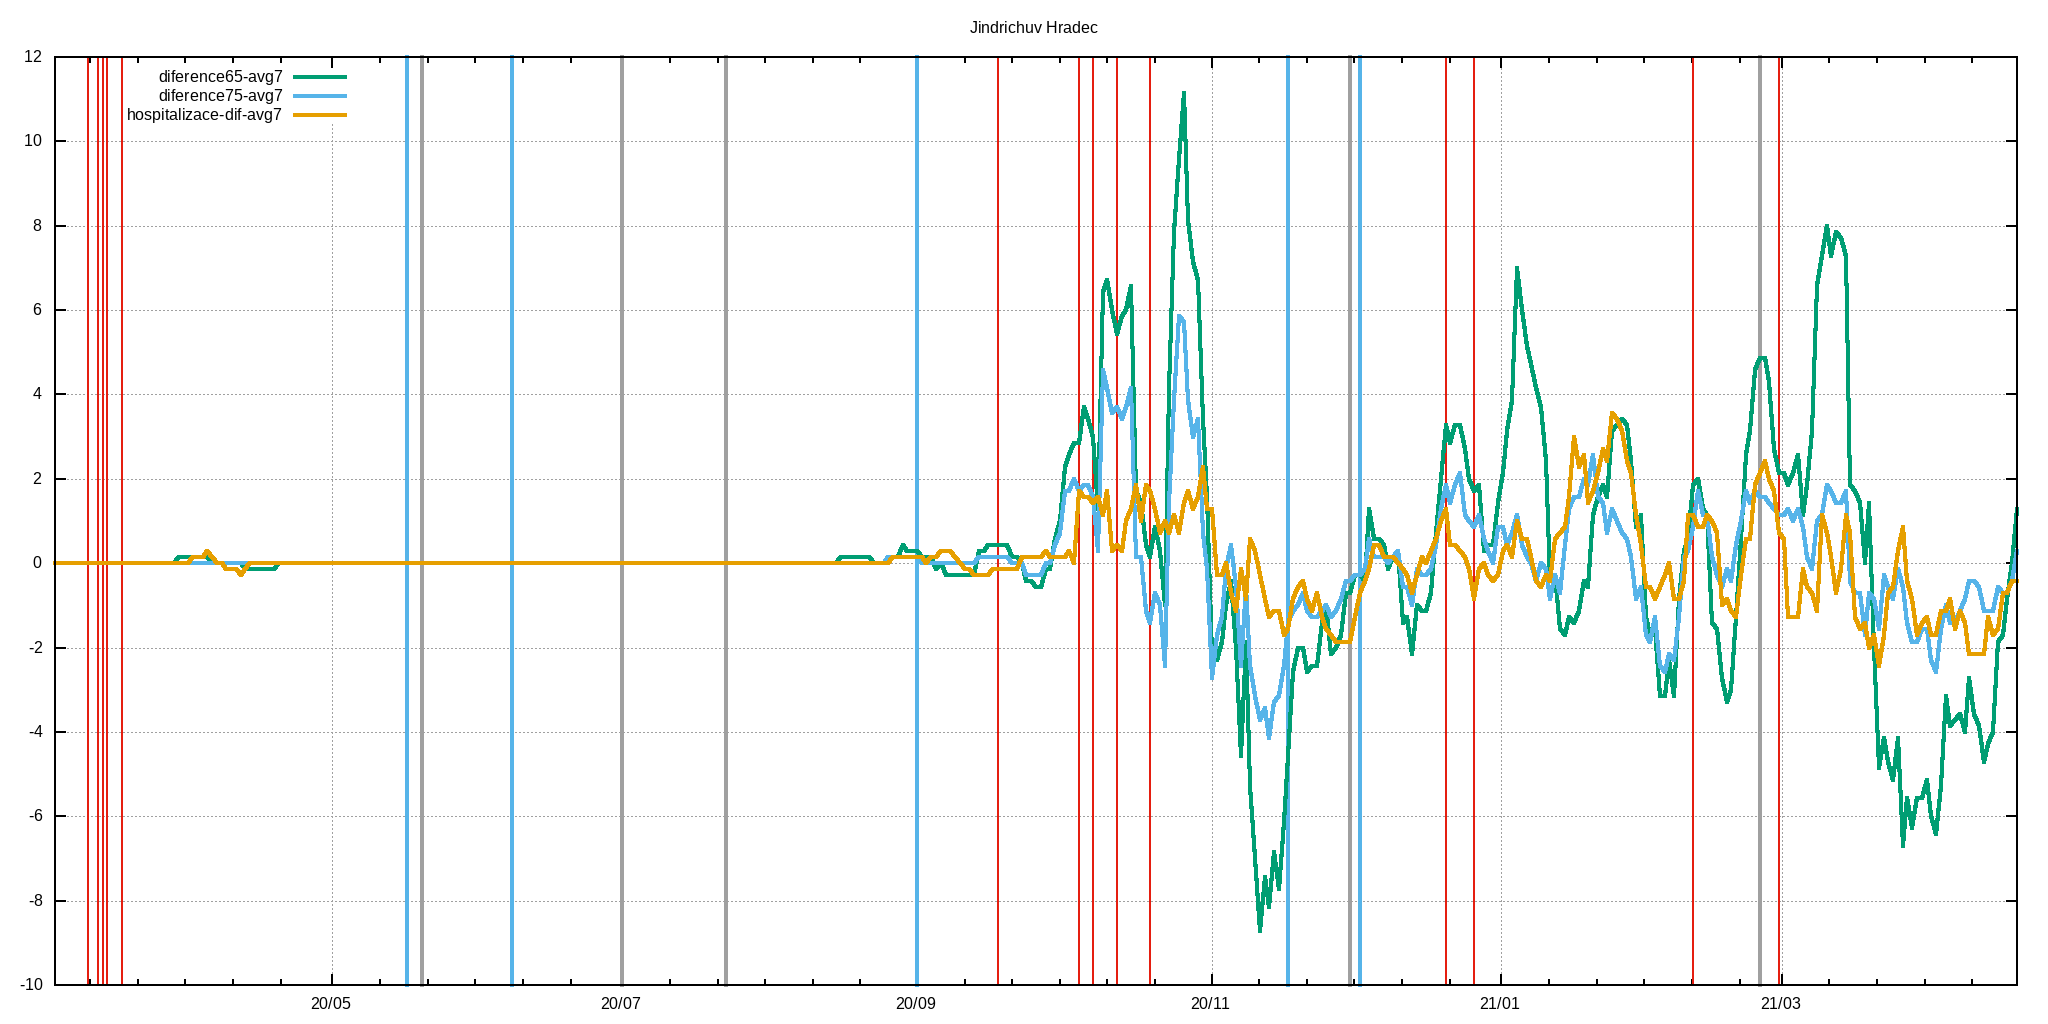 Jindrichuv Hradec
12
diference65-avg7
diference75-avg7
hospitalizace-dif-avg7
10
8
6
4
2
0
-2
-4
-6
-8
-10
20/05 20/07 20/09 20/11 21/01 21/03